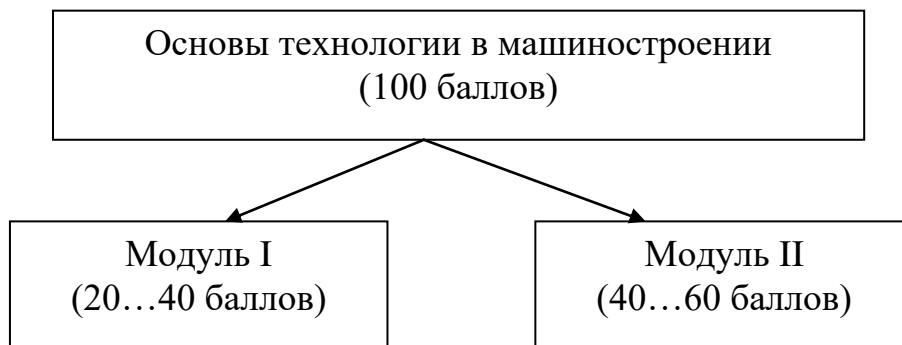 Основы технологии в машиностроении
(100 баллов)
Модуль I
(20…40 баллов)
Модуль II
(40…60 баллов)